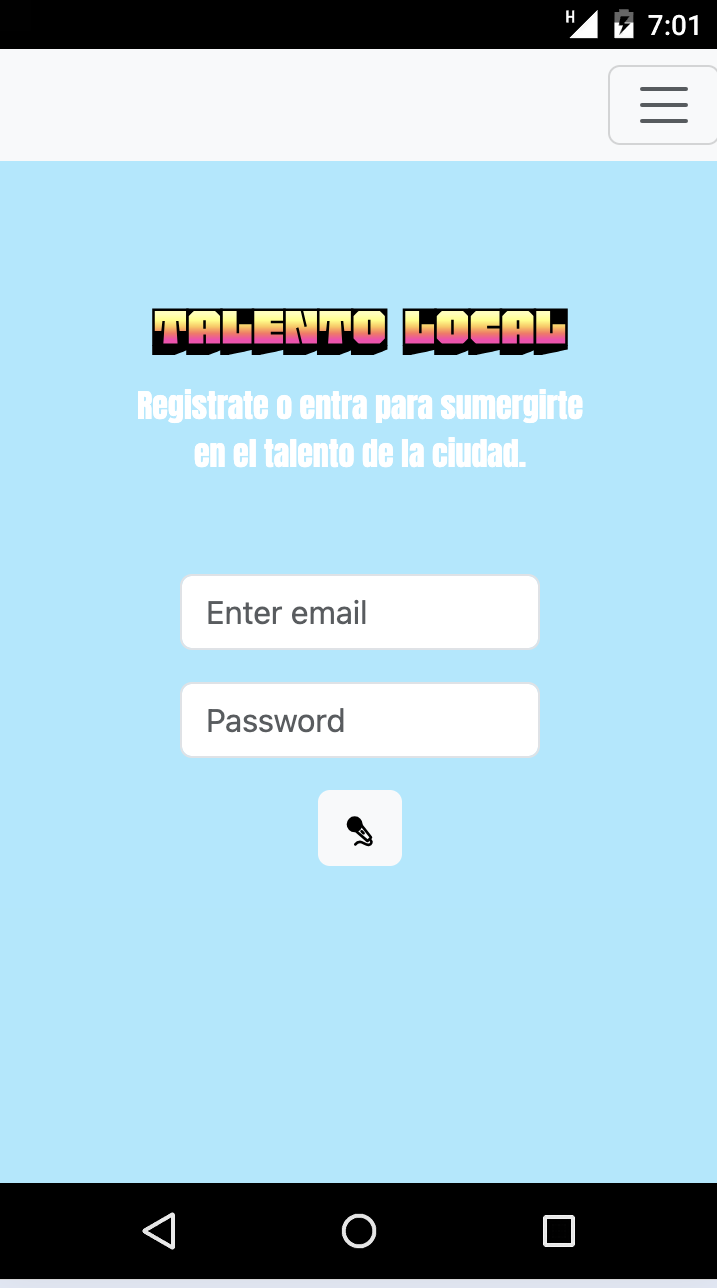 H 7:01
TALENTO LOCAL
Registrate o entra para sumergirte
en el talento de la ciudad.
Enter email
Password